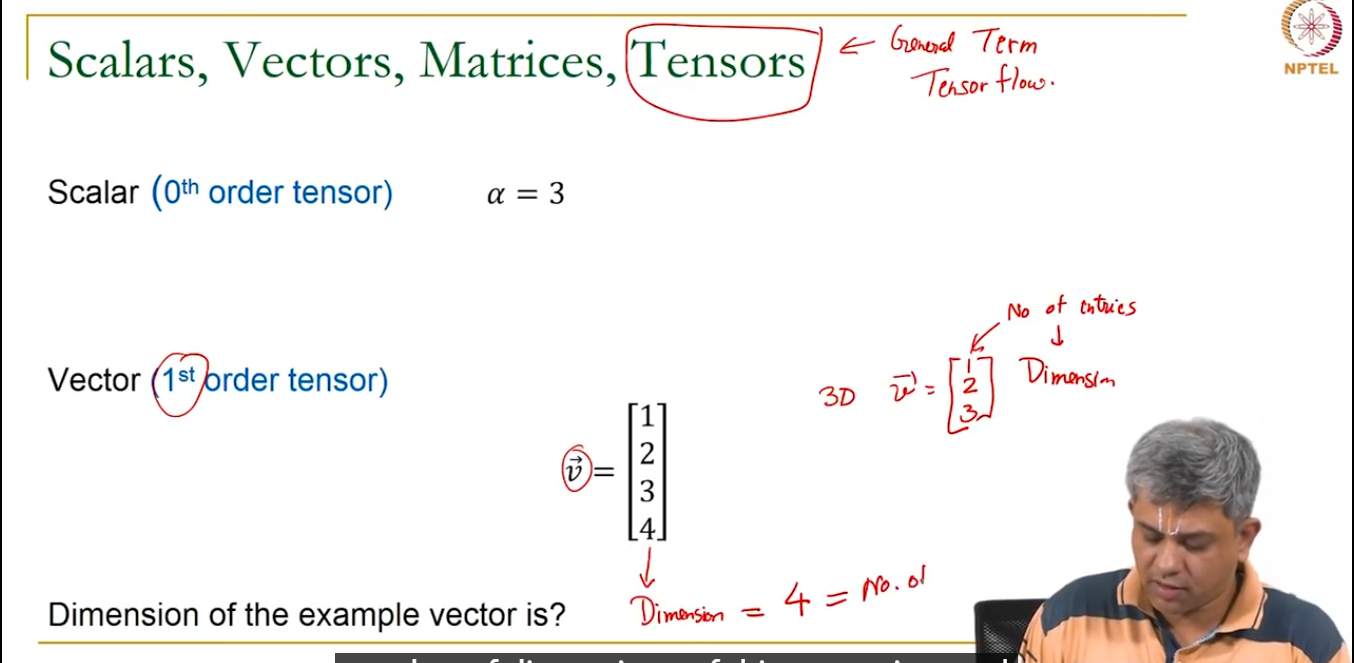 Scalars, Vectors, Matrices, Tensors
← General Term
Tensor flow.
NPTEL
Scalar (0th order tensor) α = 3
No of entries
↓
Vector (1st order tensor)
3D
= [1 2 3]
Dimension
v⃗ = [1 2 3 4]
↓
Dimension of the example vector is?
Dimension = 4 = No. of